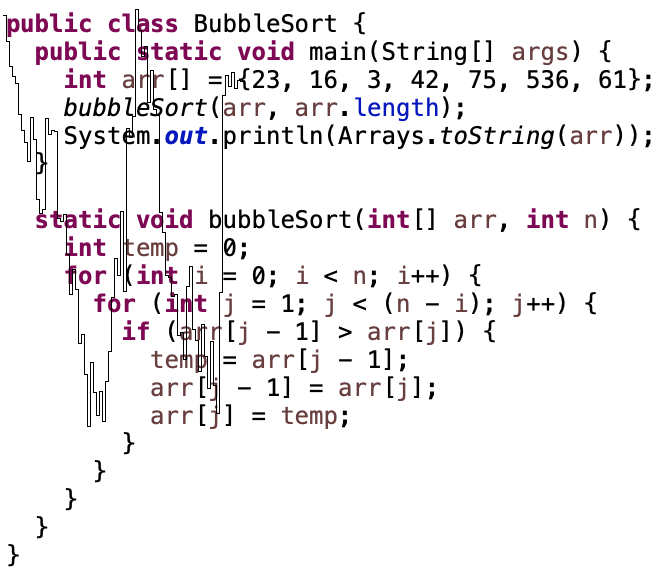 public class BubbleSort {
public static void main(String[] args) {
int arr[] = {23, 16, 3, 42, 75, 536, 61};
bubbleSort(arr, arr.length);
System.out.println(Arrays.toString(arr));
}
static void bubbleSort(int[] arr, int n) {
int temp = 0;
for (int i = 0; i < n; i++) {
for (int j = 1; j < (n - i); j++) {
if (arr[j - 1] > arr[j]) {
temp = arr[j - 1];
arr[j - 1] = arr[j];
arr[j] = temp;
}
}
}
}
}